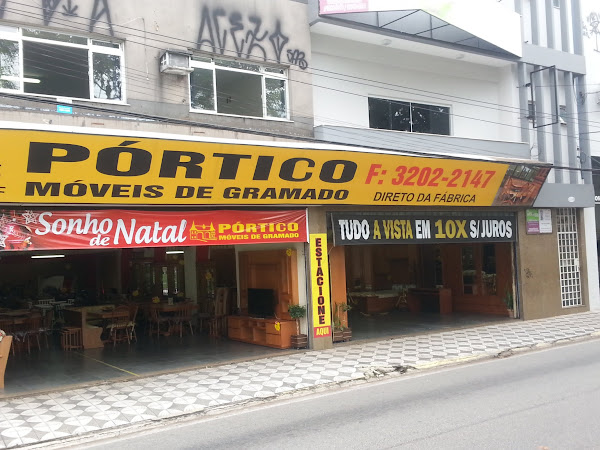 PÓRTICO
MÓVEIS DE GRAMADO
F: 3202-2147
DIRETO DA FÁBRICA
Sonho de Natal
PÓRTICO
MÓVEIS DE GRAMADO
ESTACIONE
AQUI
TUDO A VISTA EM 10X S/JUROS